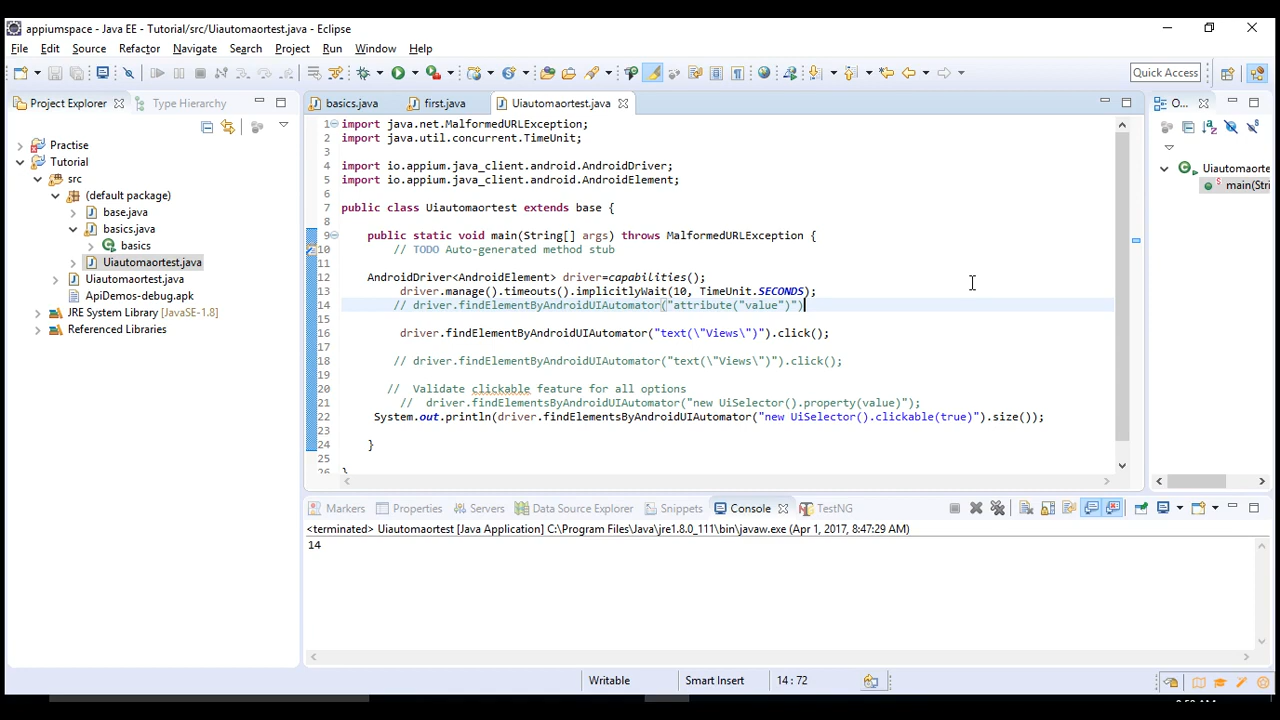 appiumspace - Java EE - Tutorial/src/Uiautomaortest.java - Eclipse
File Edit Source Refactor Navigate Search Project Run Window Help
Quick Access
Project Explorer Type Hierarchy
Practise
Tutorial
src
(default package)
base.java
basics.java
basics
Uiautomaortest.java
Uiautomaortest.java
ApiDemos-debug.apk
JRE System Library [JavaSE-1.8]
Referenced Libraries
basics.java first.java Uiautomaortest.java
1 import java.net.MalformedURLException;
2 import java.util.concurrent.TimeUnit;
3
4 import io.appium.java_client.android.AndroidDriver;
5 import io.appium.java_client.android.AndroidElement;
6
7 public class Uiautomaortest extends base {
8
9 public static void main(String[] args) throws MalformedURLException {
10 // TODO Auto-generated method stub
11
12 AndroidDriver<AndroidElement> driver=capabilities();
13 driver.manage().timeouts().implicitlyWait(10, TimeUnit.SECONDS);
14 // driver.findElementByAndroidUIAutomator("attribute("value")")
15
16 driver.findElementByAndroidUIAutomator("text(\"Views\")").click();
17
18 // driver.findElementByAndroidUIAutomator("text(\"Views\")").click();
19
20 // Validate clickable feature for all options
21 // driver.findElementsByAndroidUIAutomator("new UiSelector().property(value)");
22 System.out.println(driver.findElementsByAndroidUIAutomator("new UiSelector().clickable(true)").size());
23
24 }
25
26 }
O...
Uiautomaorte
main(Stri
Markers Properties Servers Data Source Explorer Snippets Console TestNG
<terminated> Uiautomaortest [Java Application] C:\Program Files\Java\jre1.8.0_111\bin\javaw.exe (Apr 1, 2017, 8:47:29 AM)
14
Writable Smart Insert 14 : 72